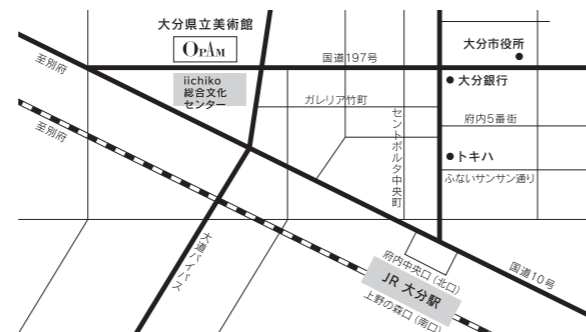 大分県立美術館
OPAM
iichiko
総合文化
センター
至別府
至別府
国道197号
ガレリア竹町
セントポルタ中央町
大分市役所
大分銀行
府内5番街
トキハ
ふないサンサン通り
大道バイパス
府内中央口（北口）
JR 大分駅
上野の森口（南口）
国道10号